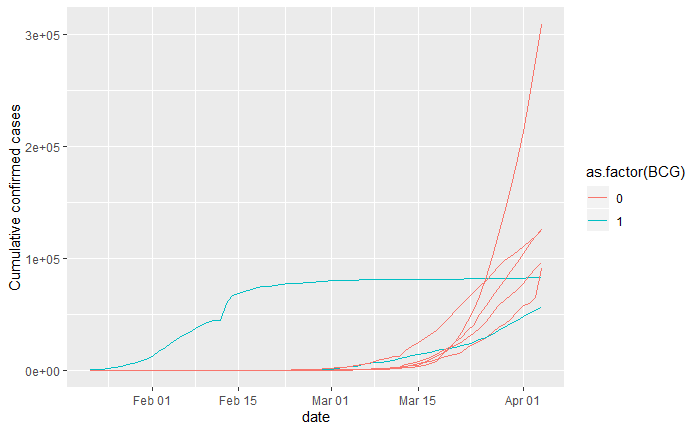 3e+05
2e+05
1e+05
0e+00
Cumulative confirmed cases
Feb 01
Feb 15
Mar 01
Mar 15
Apr 01
date
as.factor(BCG)
0
1